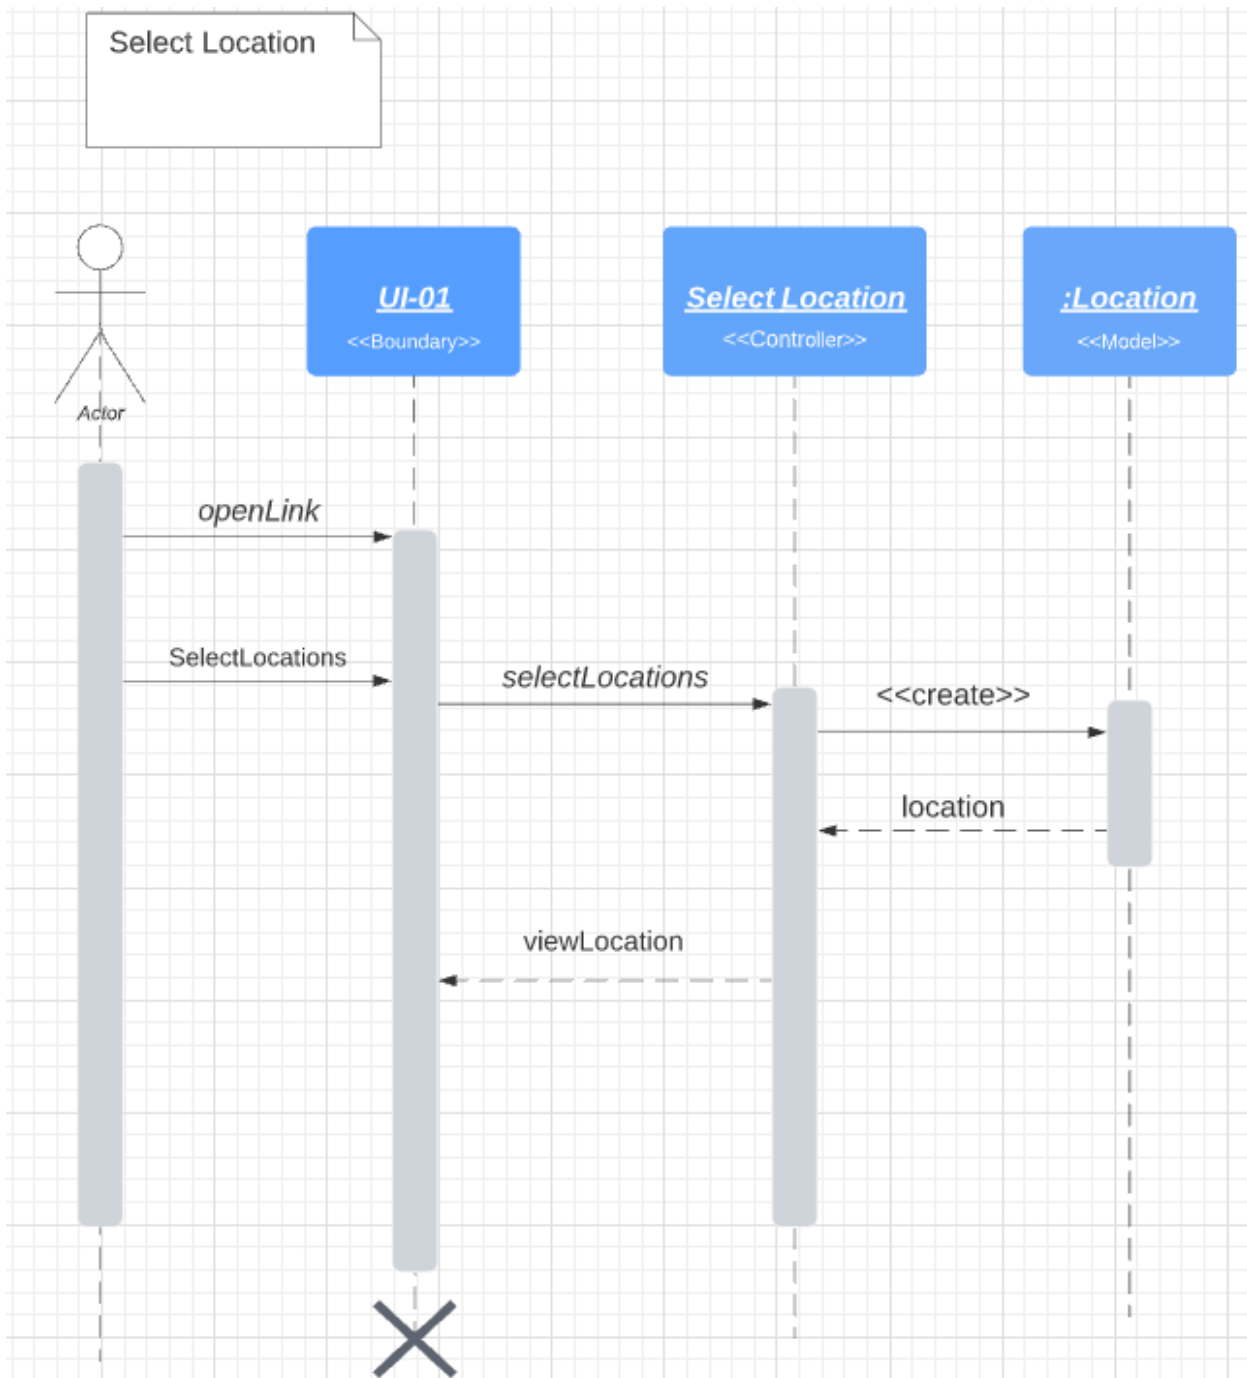 Select Location
UI-01
<<Boundary>>
Select Location
<<Controller>>
:Location
<<Model>>
Actor
openLink
SelectLocations
selectLocations
<<create>>
location
viewLocation